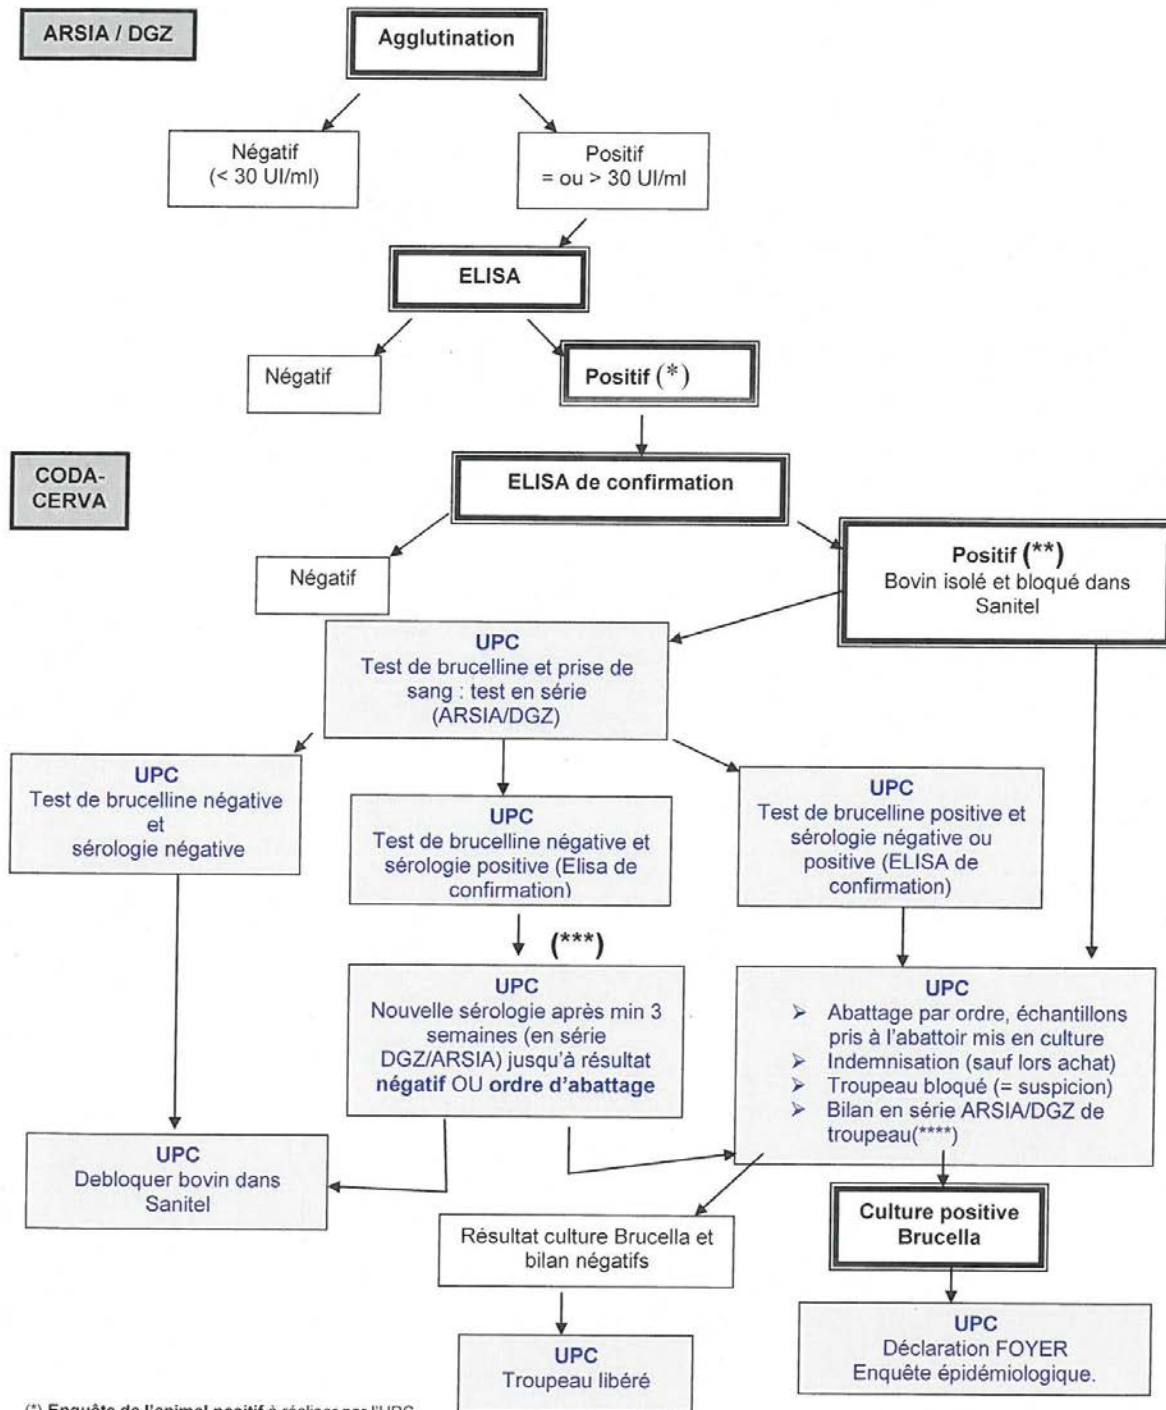 ARSIA / DGZ
Agglutination
Négatif
(< 30 UI/ml)
Positif
= ou > 30 UI/ml
ELISA
Négatif
Positif (*)
CODA-
CERVA
ELISA de confirmation
Négatif
Positif (**)
Bovin isolé et bloqué dans
Sanitel
UPC
Test de brucelline et prise de
sang : test en série
(ARSIA/DGZ)
UPC
Test de brucelline négative
et
sérologie négative
UPC
Test de brucelline négative et
sérologie positive (Elisa de
confirmation)
UPC
Test de brucelline positive et
sérologie négative ou
positive (ELISA de
confirmation)
(***)
UPC
Nouvelle sérologie après min 3
semaines (en série
DGZ/ARSIA) jusqu'à résultat
négatif OU ordre d'abattage
UPC
➢ Abattage par ordre, échantillons
pris à l'abattoir mis en culture
➢ Indemnisation (sauf lors achat)
➢ Troupeau bloqué (= suspicion)
➢ Bilan en série ARSIA/DGZ de
troupeau(****)
UPC
Debloquer bovin dans
Sanitel
Résultat culture Brucella et
bilan négatifs
Culture positive
Brucella
UPC
Troupeau libéré
UPC
Déclaration FOYER
Enquête épidémiologique.
(*) Enquête de l'animal positif à réaliser par l'UPC